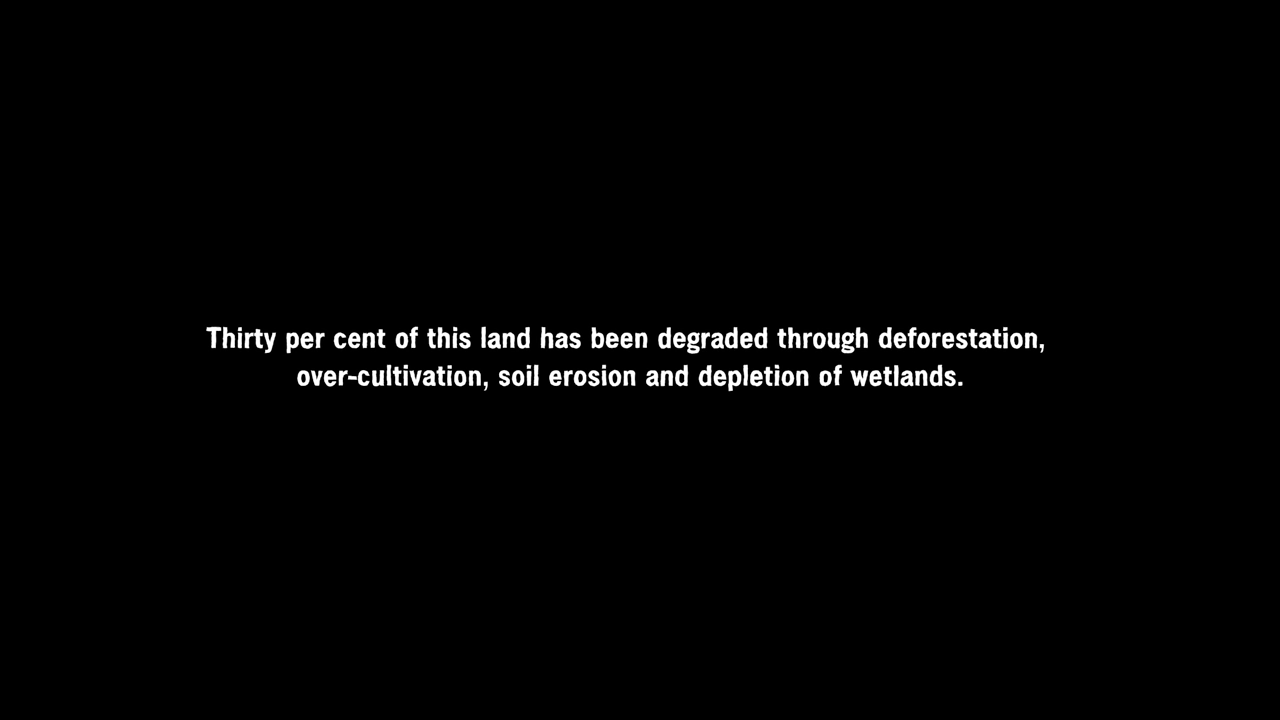 Thirty per cent of this land has been degraded through deforestation,
over-cultivation, soil erosion and depletion of wetlands.